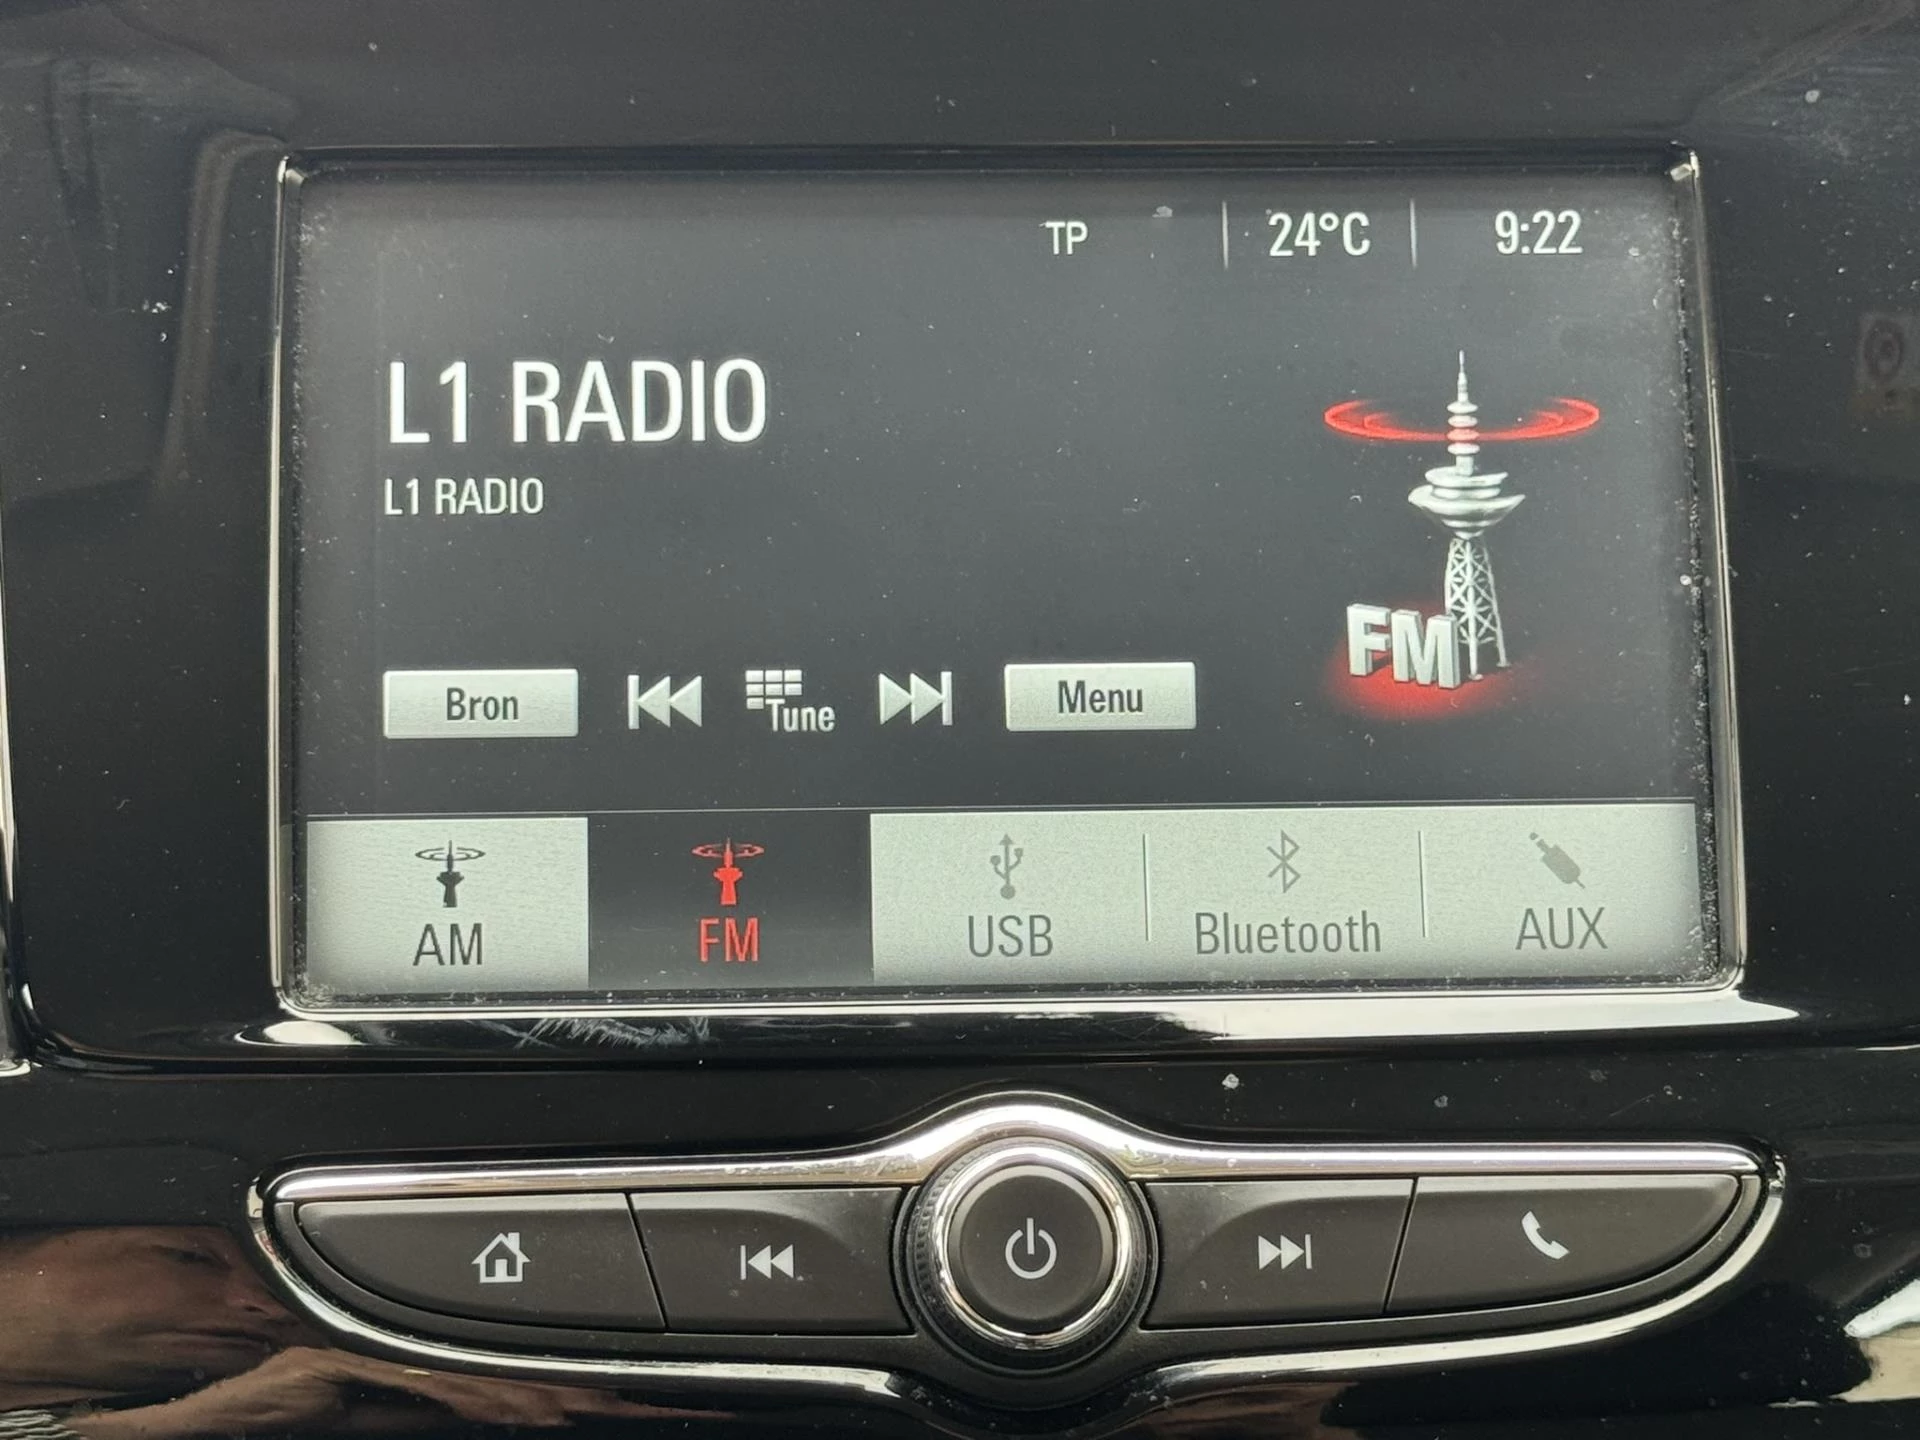 TP 24°C 9:22
L1 RADIO
L1 RADIO
FM
Bron Tune Menu
AM FM USB Bluetooth AUX